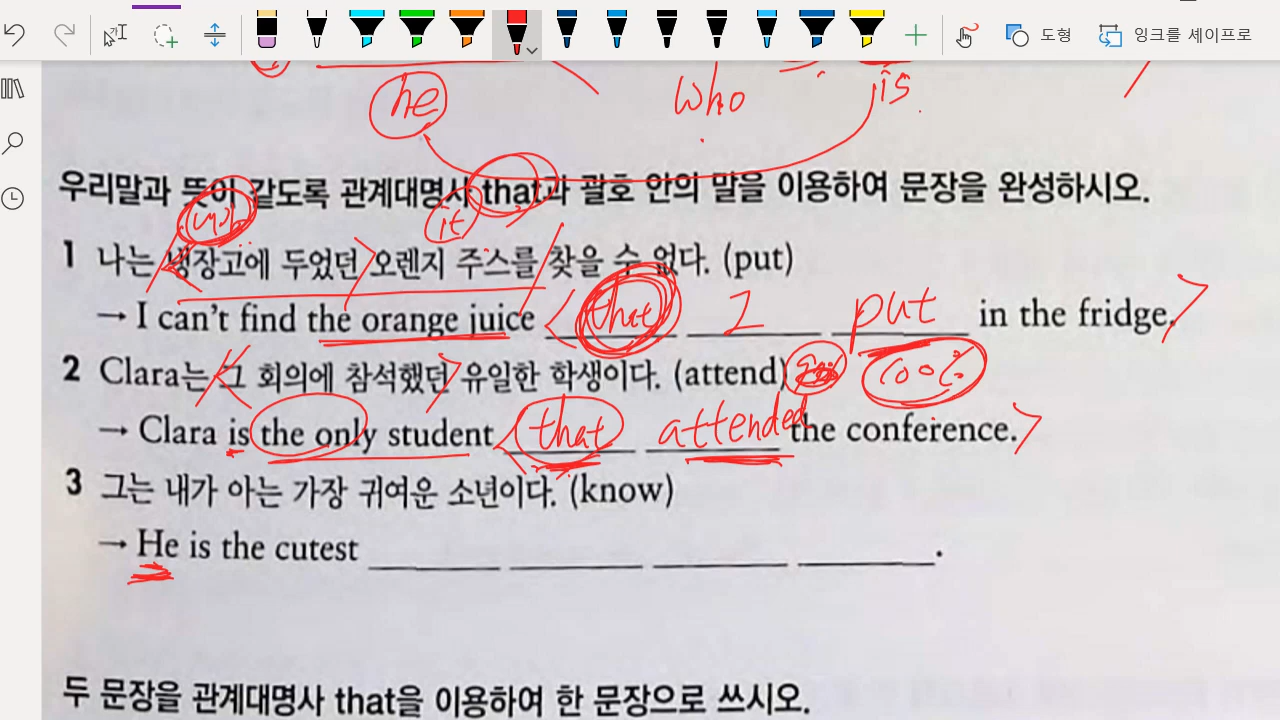 도형 잉크를 셰이프로
he who is
우리말과 뜻이 같도록 관계대명사 that과 괄호 안의 말을 이용하여 문장을 완성하시오.
it
1 나는 냉장고에 두었던 오렌지 주스를 찾을 수 없다. (put)
→ I can't find the orange juice that I put in the fridge.
2 Clara는 그 회의에 참석했던 유일한 학생이다. (attend)
→ Clara is the only student that attended the conference.
3 그는 내가 아는 가장 귀여운 소년이다. (know)
→ He is the cutest
두 문장을 관계대명사 that을 이용하여 한 문장으로 쓰시오.